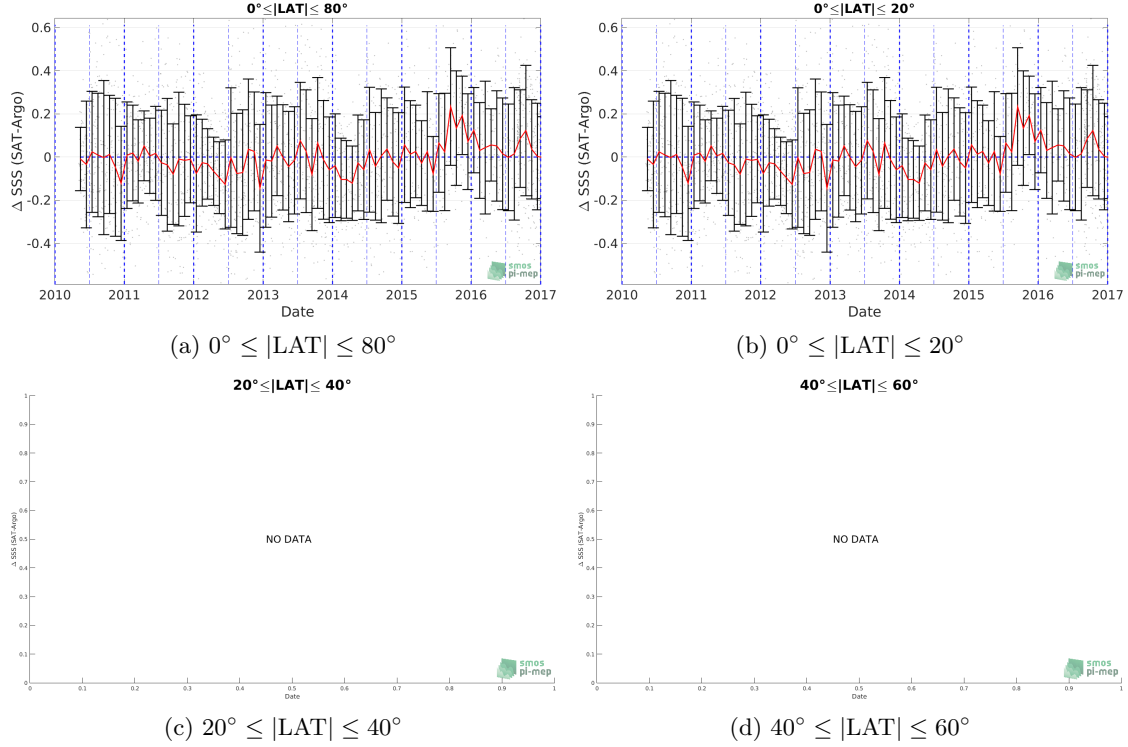 0°≤|LAT|≤ 80°
0.6
0.4
0.2
0
-0.2
-0.4
Δ SSS (SAT-Argo)
2010 2011 2012 2013 2014 2015 2016 2017
Date
smos
pi-mep
(a) 0° ≤ |LAT| ≤ 80°
0°≤|LAT|≤ 20°
0.6
0.4
0.2
0
-0.2
-0.4
Δ SSS (SAT-Argo)
2010 2011 2012 2013 2014 2015 2016 2017
Date
smos
pi-mep
(b) 0° ≤ |LAT| ≤ 20°
20°≤|LAT|≤ 40°
1
0.9
0.8
0.7
0.6
0.5
0.4
0.3
0.2
0.1
0
Δ SSS (SAT-Argo)
NO DATA
0 0.1 0.2 0.3 0.4 0.5 0.6 0.7 0.8 0.9 1
Date
smos
pi-mep
(c) 20° ≤ |LAT| ≤ 40°
40°≤|LAT|≤ 60°
1
0.9
0.8
0.7
0.6
0.5
0.4
0.3
0.2
0.1
0
Δ SSS (SAT-Argo)
NO DATA
0 0.1 0.2 0.3 0.4 0.5 0.6 0.7 0.8 0.9 1
Date
smos
pi-mep
(d) 40° ≤ |LAT| ≤ 60°